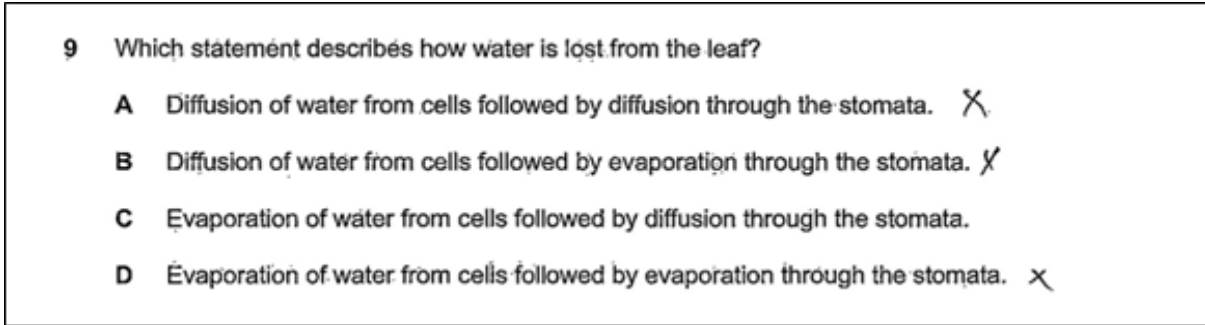 9 Which statement describes how water is lost from the leaf?
A Diffusion of water from cells followed by diffusion through the stomata. X
B Diffusion of water from cells followed by evaporation through the stomata. X
C Evaporation of water from cells followed by diffusion through the stomata.
D Evaporation of water from cells followed by evaporation through the stomata. x